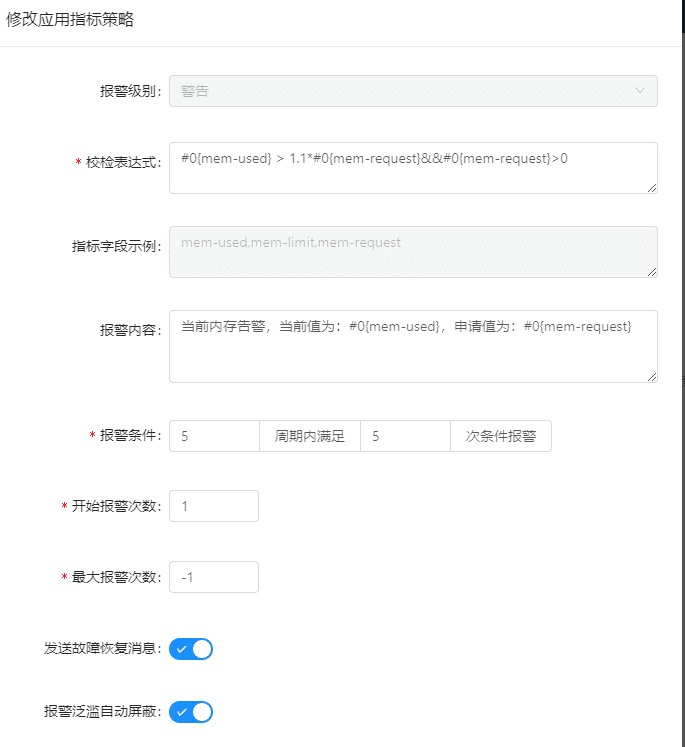 修改应用指标策略
报警级别: 警告
* 校检表达式: #0{mem-used} > 1.1*#0{mem-request}&&#0{mem-request}>0
指标字段示例: mem-used,mem-limit,mem-request
报警内容: 当前内存告警，当前值为：#0{mem-used}，申请值为：#0{mem-request}
* 报警条件: 5 周期内满足 5 次条件报警
* 开始报警次数: 1
* 最大报警次数: -1
发送故障恢复消息:
报警泛滥自动屏蔽: